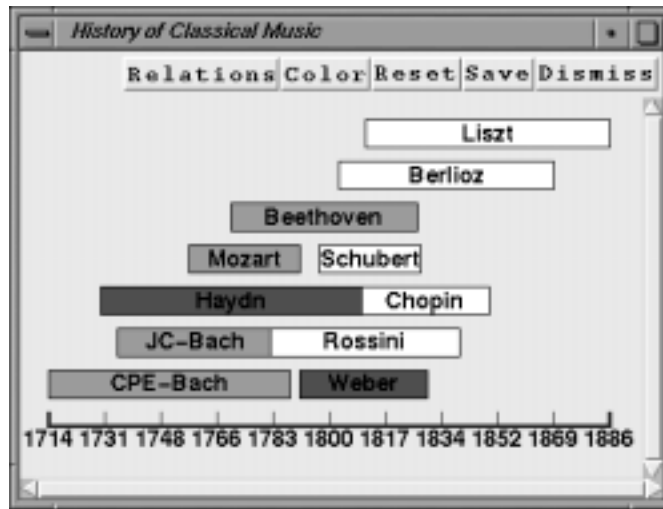 History of Classical Music
Relations Color Reset Save Dismiss
Liszt
Berlioz
Beethoven
Mozart Schubert
Haydn Chopin
JC-Bach Rossini
CPE-Bach Weber
1714 1731 1748 1766 1783 1800 1817 1834 1852 1869 1886